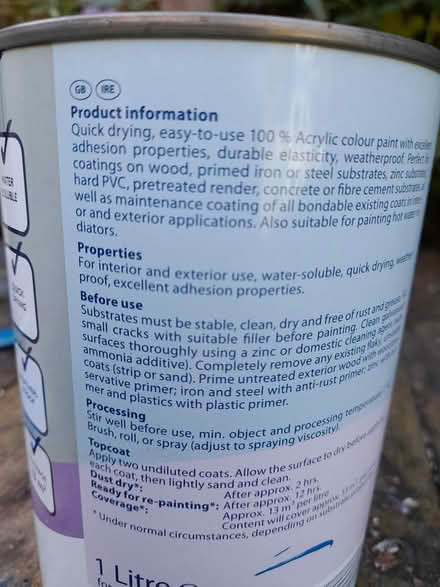 GB IRE
Product information
Quick drying, easy-to-use 100 % Acrylic colour paint with excellen
adhesion properties, durable elasticity, weatherproof. Perfect
coatings on wood, primed iron or steel substrates, zinc substrates,
hard PVC, pretreated render, concrete or fibre cement substrates, a
well as maintenance coating of all bondable existing coats in
or and exterior applications. Also suitable for painting hot
diators.
Properties
For interior and exterior use, water-soluble, quick drying,
proof, excellent adhesion properties.
Before use
Substrates must be stable, clean, dry and free of rust and
small cracks with suitable filler before painting. Clean
surfaces thoroughly using a zinc or domestic cleaning
ammonia additive). Completely remove any existing flaky,
coats (strip or sand). Prime untreated exterior wood with
servative primer; iron and steel with anti-rust primer; zinc
mer and plastics with plastic primer.
Processing
Stir well before use, min. object and processing temperature
Brush, roll, or spray (adjust to spraying viscosity).
Topcoat
Apply two undiluted coats. Allow the surface to dry before
each coat, then lightly sand and clean.
Dust dry*: After approx. 2 hrs.
Ready for re-painting*: After approx. 12 hrs.
Coverage*: Approx. 13 m² per litre
Content will cover approx. 13 m²
* Under normal circumstances, depending on substrate
1 Litre